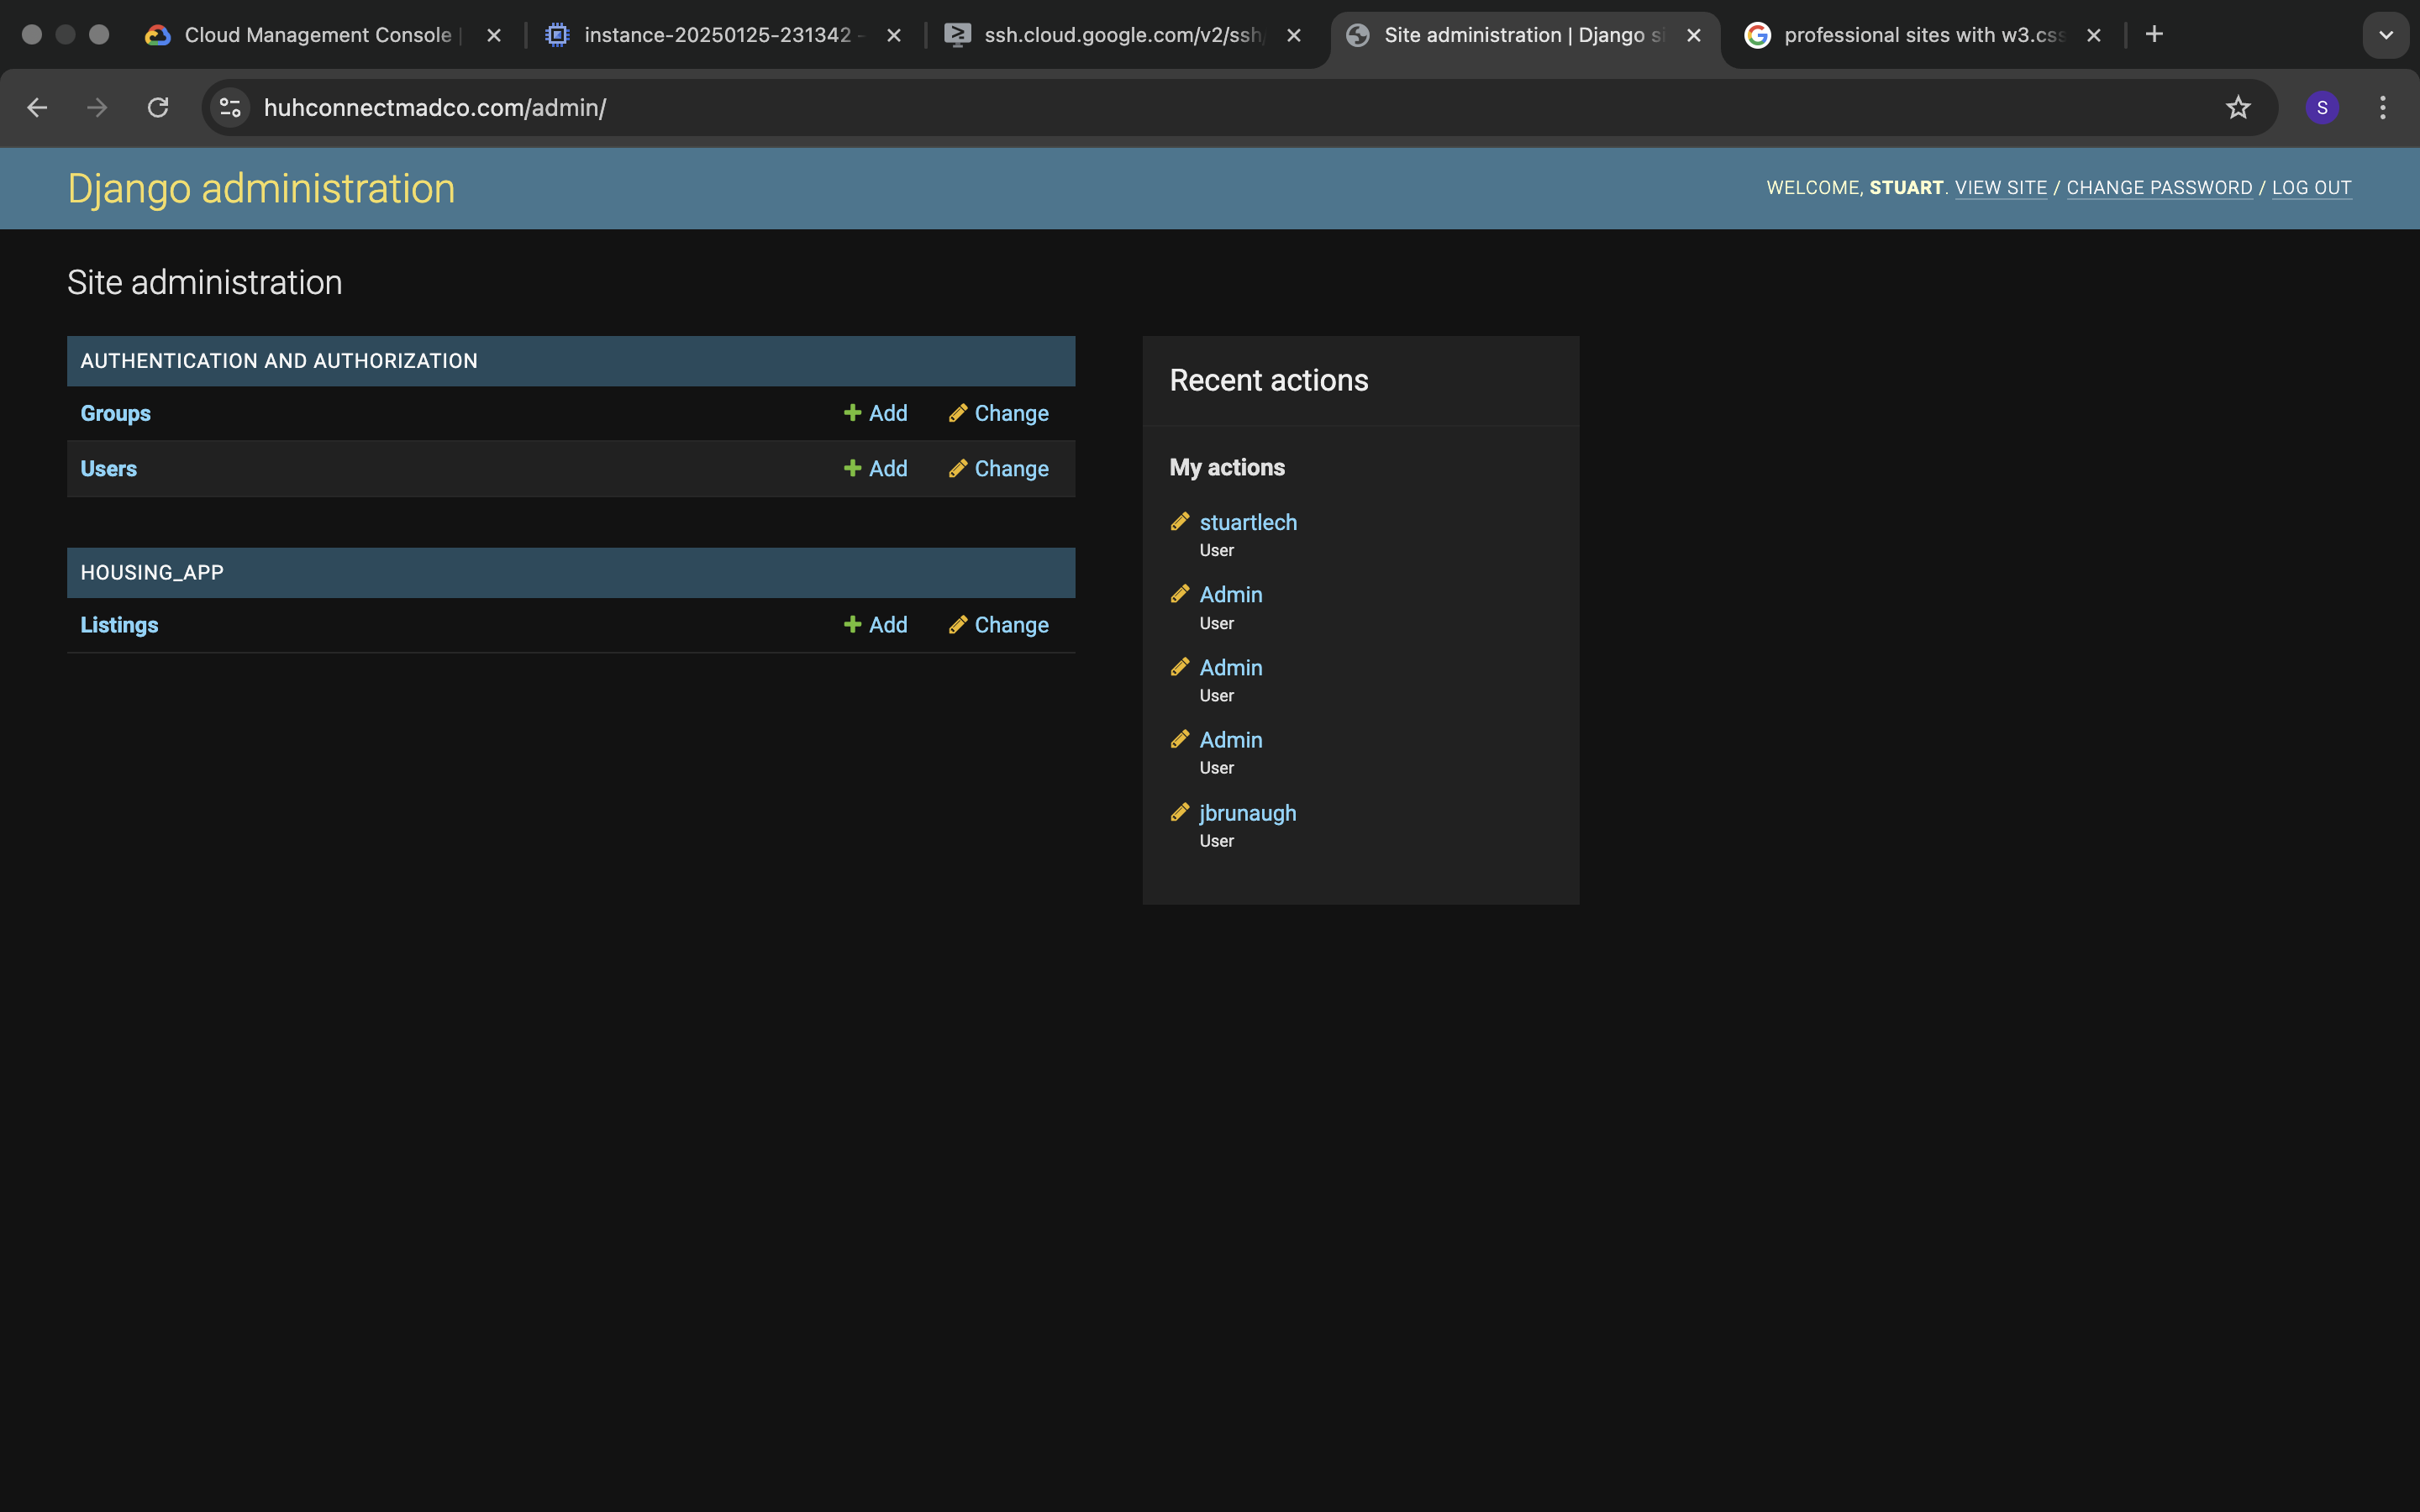 Cloud Management Console |
instance-20250125-231342 -
ssh.cloud.google.com/v2/ssh/
Site administration | Django si
professional sites with w3.css
huhconnectmadco.com/admin/
S
Django administration
WELCOME, STUART. VIEW SITE / CHANGE PASSWORD / LOG OUT
Site administration
AUTHENTICATION AND AUTHORIZATION
Groups Add Change
Users Add Change
HOUSING_APP
Listings Add Change
Recent actions
My actions
stuartlech
User
Admin
User
Admin
User
Admin
User
jbrunaugh
User